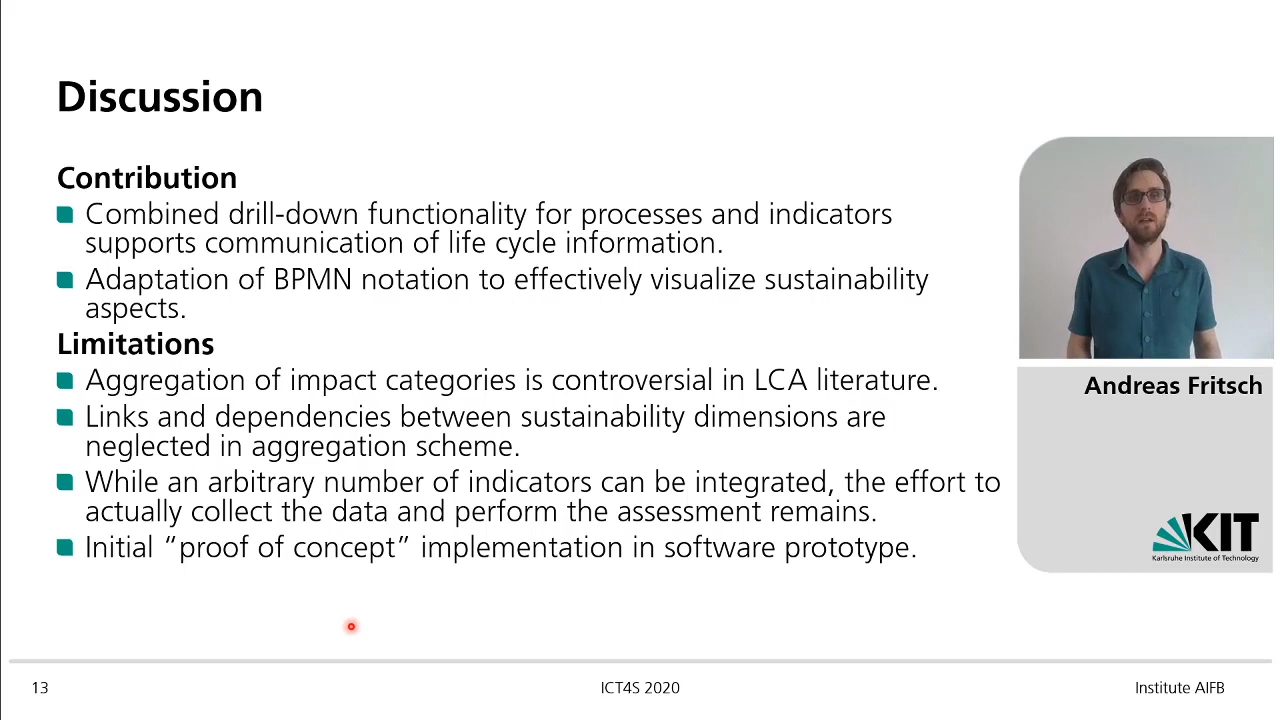 Discussion
Contribution
Combined drill-down functionality for processes and indicators
supports communication of life cycle information.
Adaptation of BPMN notation to effectively visualize sustainability
aspects.
Limitations
Aggregation of impact categories is controversial in LCA literature.
Links and dependencies between sustainability dimensions are
neglected in aggregation scheme.
While an arbitrary number of indicators can be integrated, the effort to
actually collect the data and perform the assessment remains.
Initial “proof of concept” implementation in software prototype.
Andreas Fritsch
KIT
Karlsruhe Institute of Technology
13
ICT4S 2020
Institute AIFB